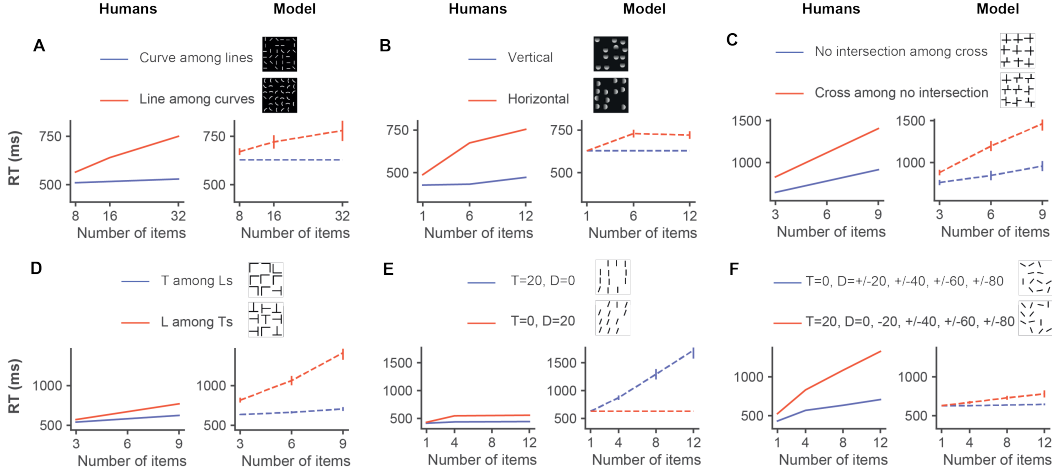 Humans Model Humans Model Humans Model
A
Curve among lines
Line among curves
RT (ms)
750
500
8 16 32
Number of items
750
500
8 16 32
Number of items
B
Vertical
Horizontal
750
500
1 6 12
Number of items
750
500
1 6 12
Number of items
C
No intersection among cross
Cross among no intersection
1500
1000
3 6 9
Number of items
1500
1000
3 6 9
Number of items
D
T among Ls
L among Ts
RT (ms)
1000
500
3 6 9
Number of items
1000
500
3 6 9
Number of items
E
T=20, D=0
T=0, D=20
1500
1000
500
1 4 8 12
Number of items
1500
1000
500
1 4 8 12
Number of items
F
T=0, D=+/-20, +/-40, +/-60, +/-80
T=20, D=0, -20, +/-40, +/-60, +/-80
1000
500
1 4 8 12
Number of items
1000
500
1 4 8 12
Number of items